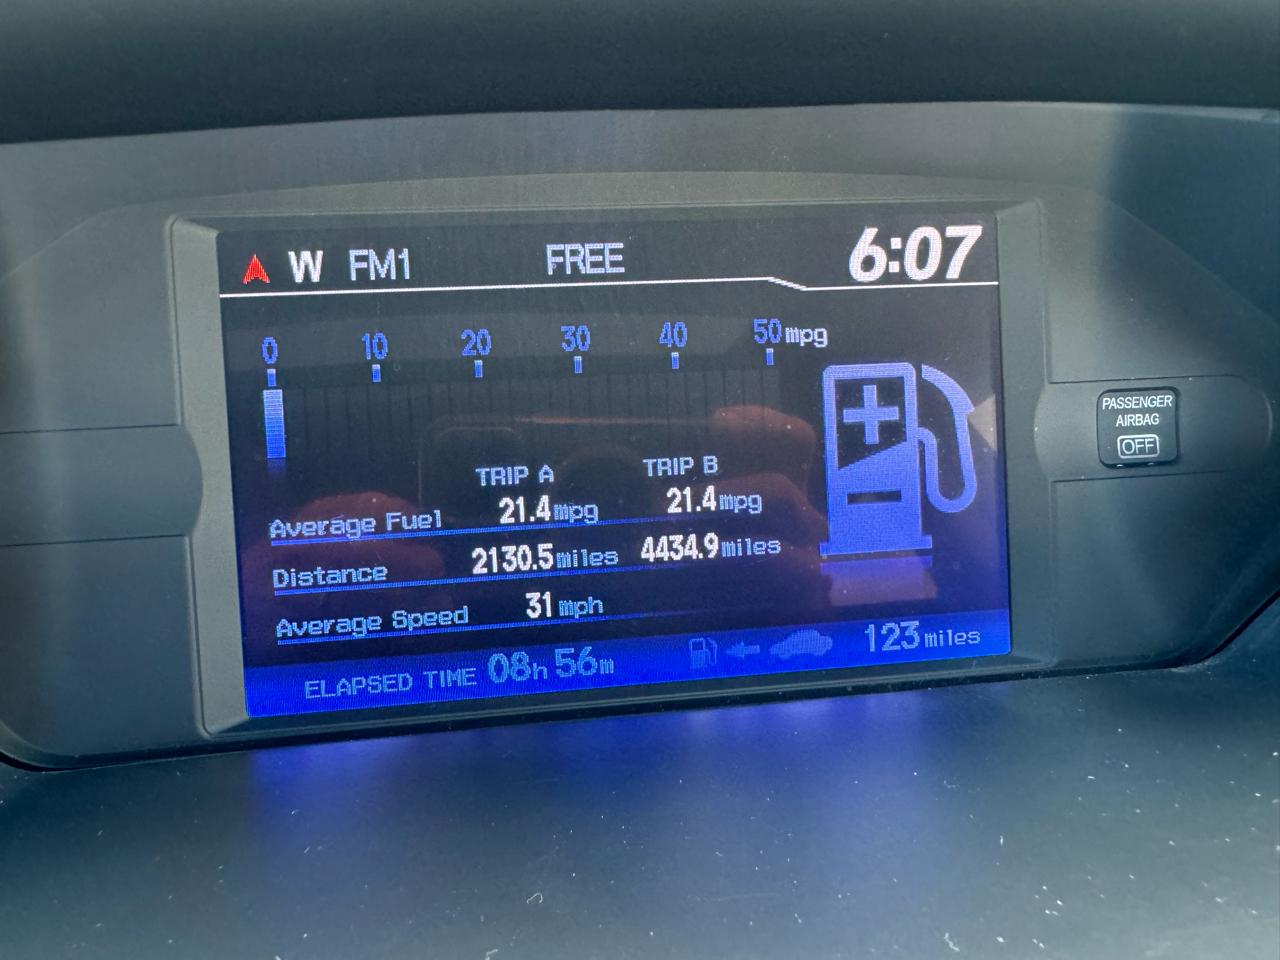 W FM1 FREE 6:07
0 10 20 30 40 50 mpg
TRIP A TRIP B
Average Fuel 21.4 mpg 21.4 mpg
Distance 2130.5 miles 4434.9 miles
Average Speed 31 mph
ELAPSED TIME 08h 56m 123 miles
PASSENGER
AIRBAG
OFF